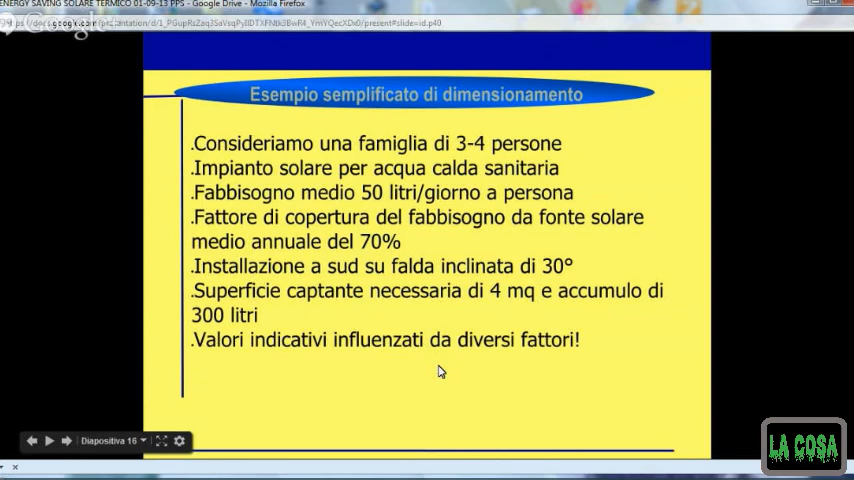 ENERGY SAVING SOLARE TERMICO 01-09-13 PPS - Google Drive - Mozilla Firefox
Google
Esempio semplificato di dimensionamento
.Consideriamo una famiglia di 3-4 persone
.Impianto solare per acqua calda sanitaria
.Fabbisogno medio 50 litri/giorno a persona
.Fattore di copertura del fabbisogno da fonte solare
medio annuale del 70%
.Installazione a sud su falda inclinata di 30°
.Superficie captante necessaria di 4 mq e accumulo di
300 litri
.Valori indicativi influenzati da diversi fattori!
Diapositiva 16
LA COSA